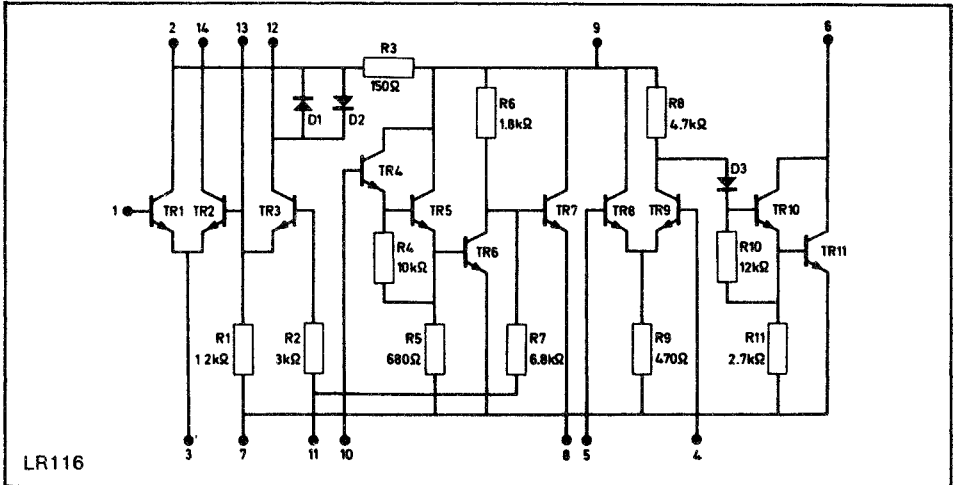 2 14 13 12 9 6
R3
150Ω
D1 D2
R6
1.8kΩ
R8
4.7kΩ
D3
TR4
1 TR1 TR2 TR3 TR5 TR7 TR8 TR9 TR10
R4
10kΩ
TR6
R10
12kΩ
TR11
R1
1 2kΩ
R2
3kΩ
R5
680Ω
R7
6.8kΩ
R9
470Ω
R11
2.7kΩ
3 7 11 10 8 5 4
LR116